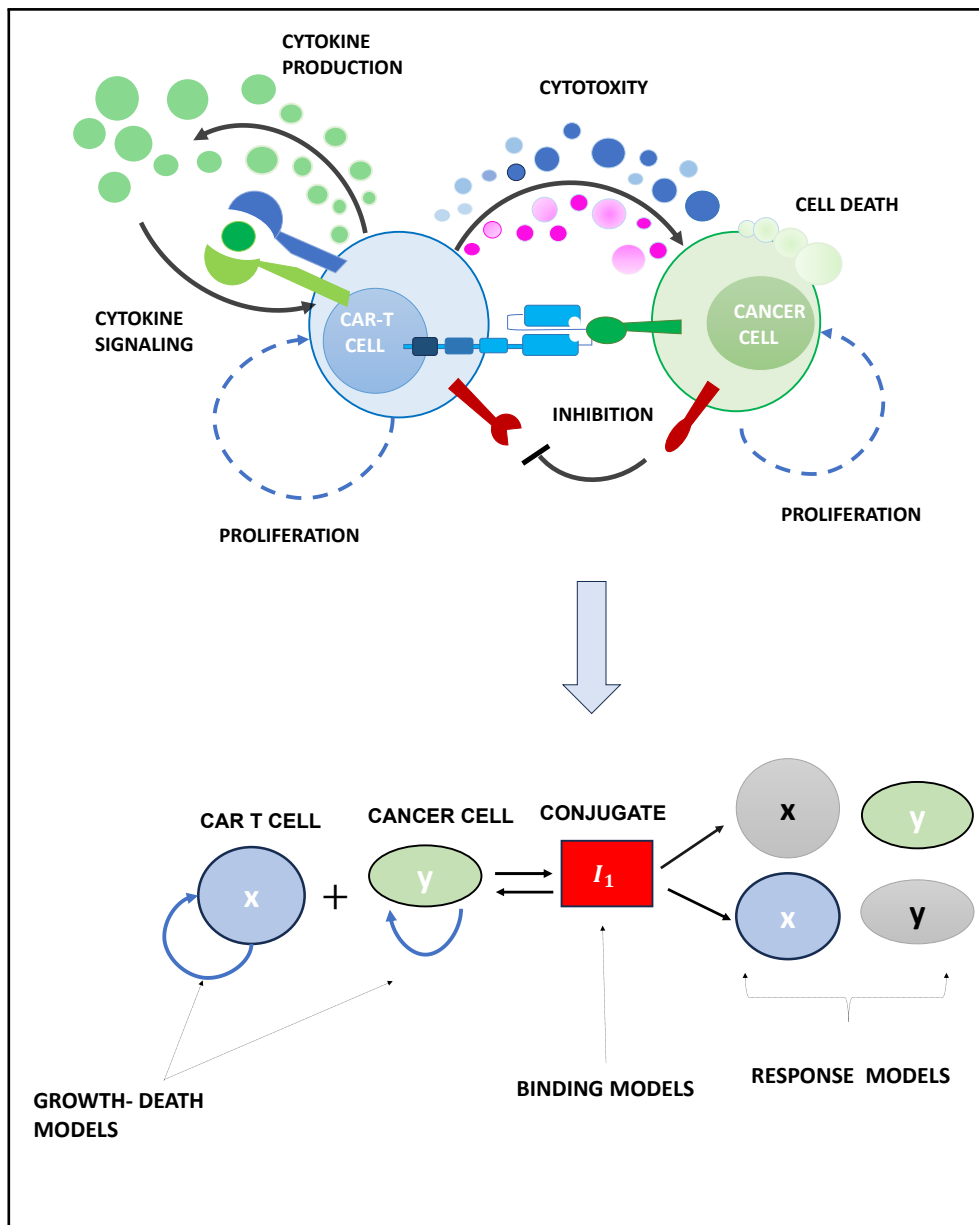 CYTOKINE
PRODUCTION
CYTOTOXITY
CELL DEATH
CAR-T
CELL
CANCER
CELL
CYTOKINE
SIGNALING
INHIBITION
PROLIFERATION
PROLIFERATION
CAR T CELL
CANCER CELL
CONJUGATE
x
+
y
I₁
x
y
x
y
GROWTH- DEATH
MODELS
BINDING MODELS
RESPONSE MODELS